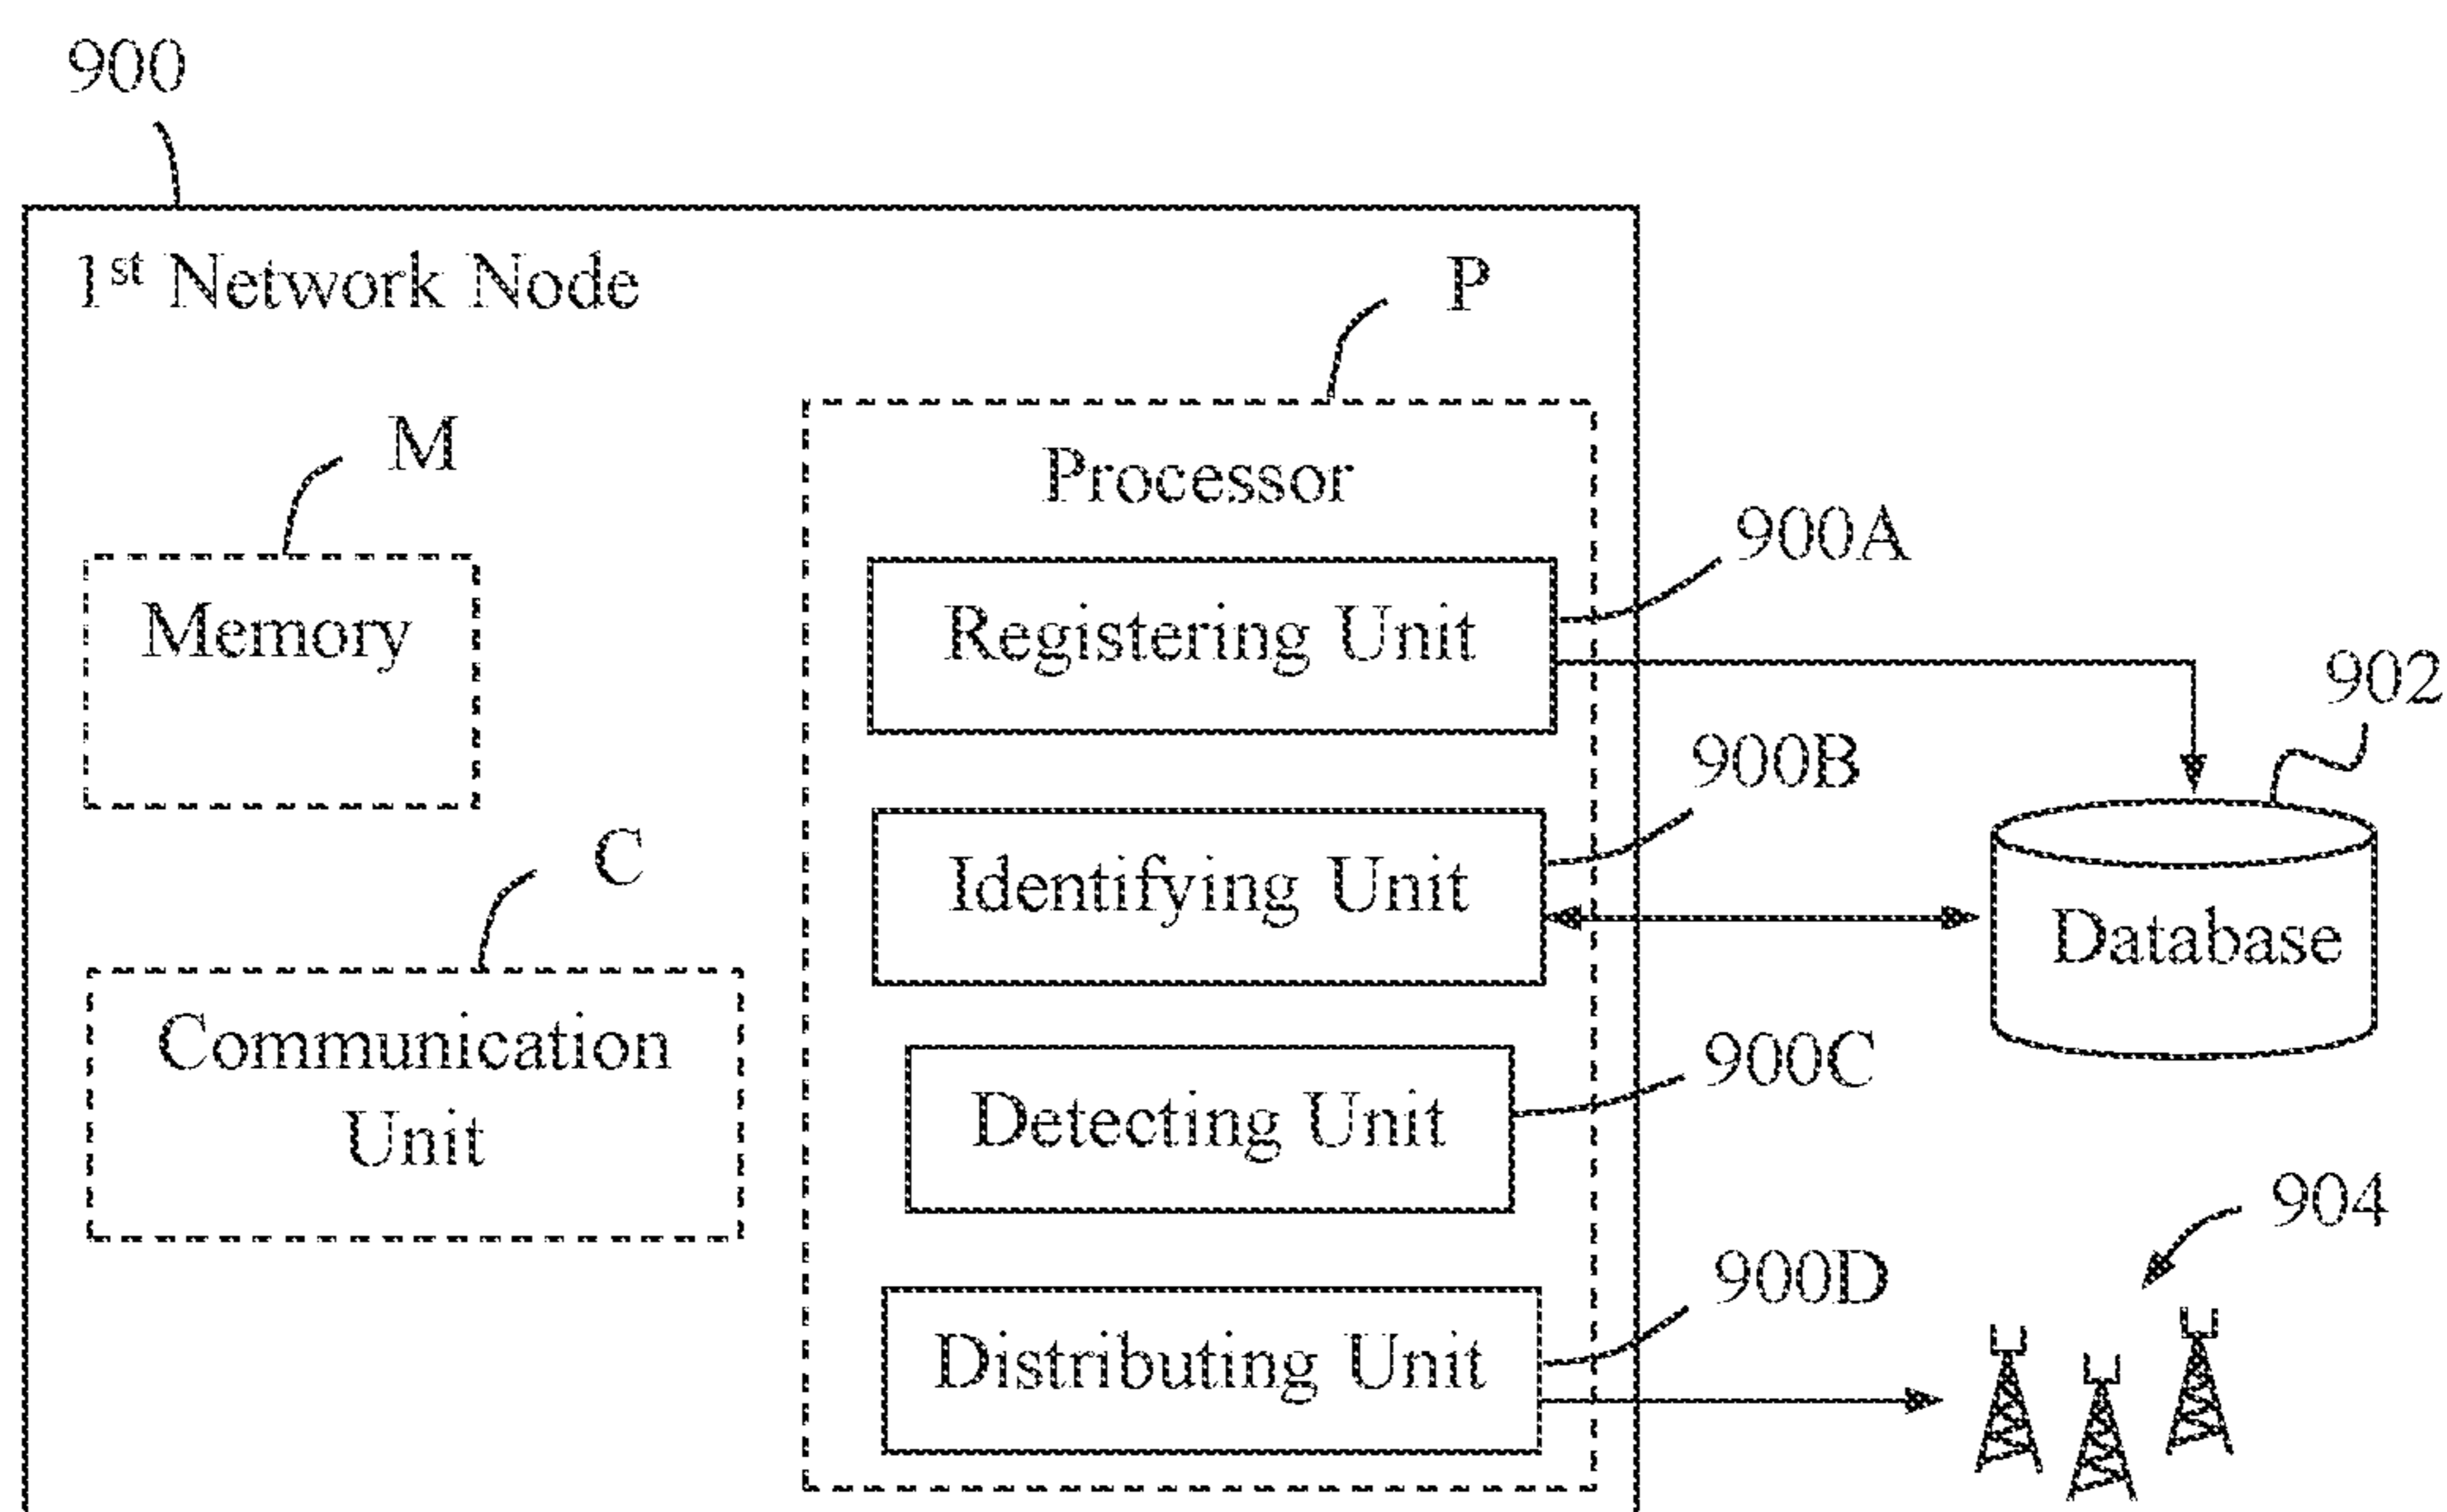 900
1st Network Node
P
M
Processor
900A
Memory
Registering Unit
902
900B
C
Identifying Unit
Database
Communication
Unit
900C
Detecting Unit
904
900D
Distributing Unit